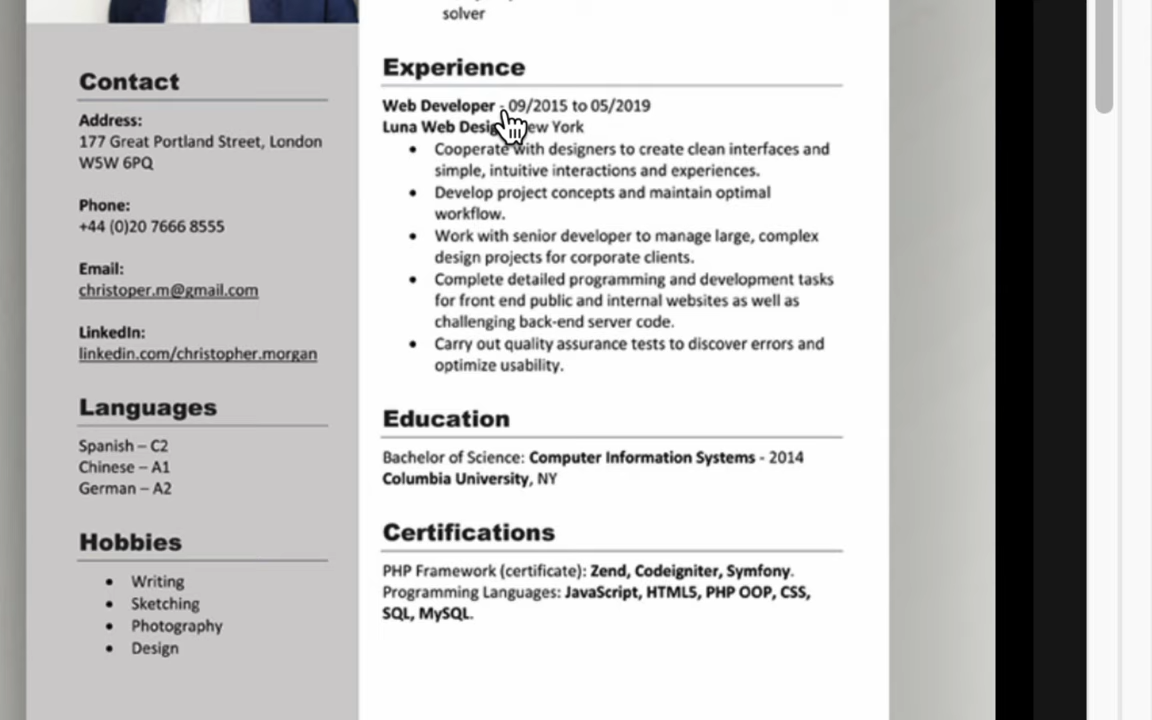 solver
Contact
Address:
177 Great Portland Street, London
W5W 6PQ
Phone:
+44 (0)20 7666 8555
Email:
christoper.m@gmail.com
LinkedIn:
linkedin.com/christopher.morgan
Languages
Spanish – C2
Chinese – A1
German – A2
Hobbies
• Writing
• Sketching
• Photography
• Design
Experience
Web Developer - 09/2015 to 05/2019
Luna Web Design, New York
• Cooperate with designers to create clean interfaces and
simple, intuitive interactions and experiences.
• Develop project concepts and maintain optimal
workflow.
• Work with senior developer to manage large, complex
design projects for corporate clients.
• Complete detailed programming and development tasks
for front end public and internal websites as well as
challenging back-end server code.
• Carry out quality assurance tests to discover errors and
optimize usability.
Education
Bachelor of Science: Computer Information Systems - 2014
Columbia University, NY
Certifications
PHP Framework (certificate): Zend, Codeigniter, Symfony.
Programming Languages: JavaScript, HTML5, PHP OOP, CSS,
SQL, MySQL.